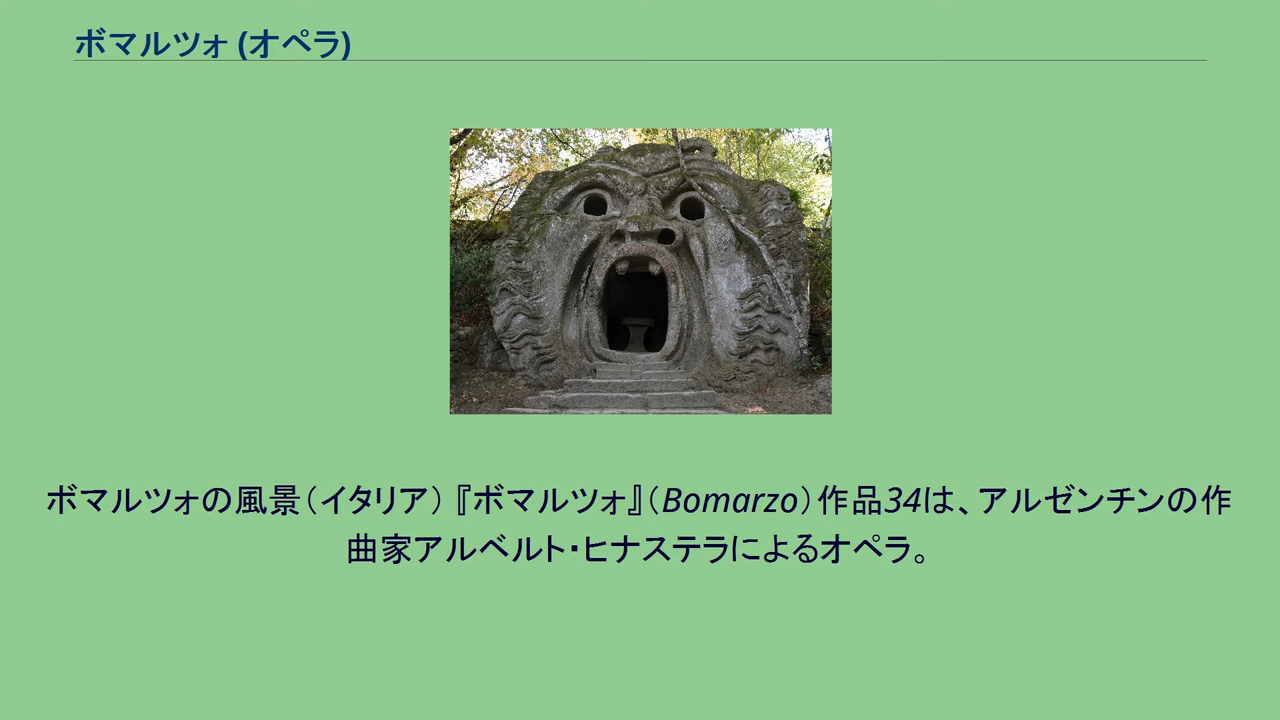 ボマルツォ (オペラ)
ボマルツォの風景（イタリア）『ボマルツォ』（Bomarzo）作品34は、アルゼンチンの作
曲家アルベルト・ヒナステラによるオペラ。